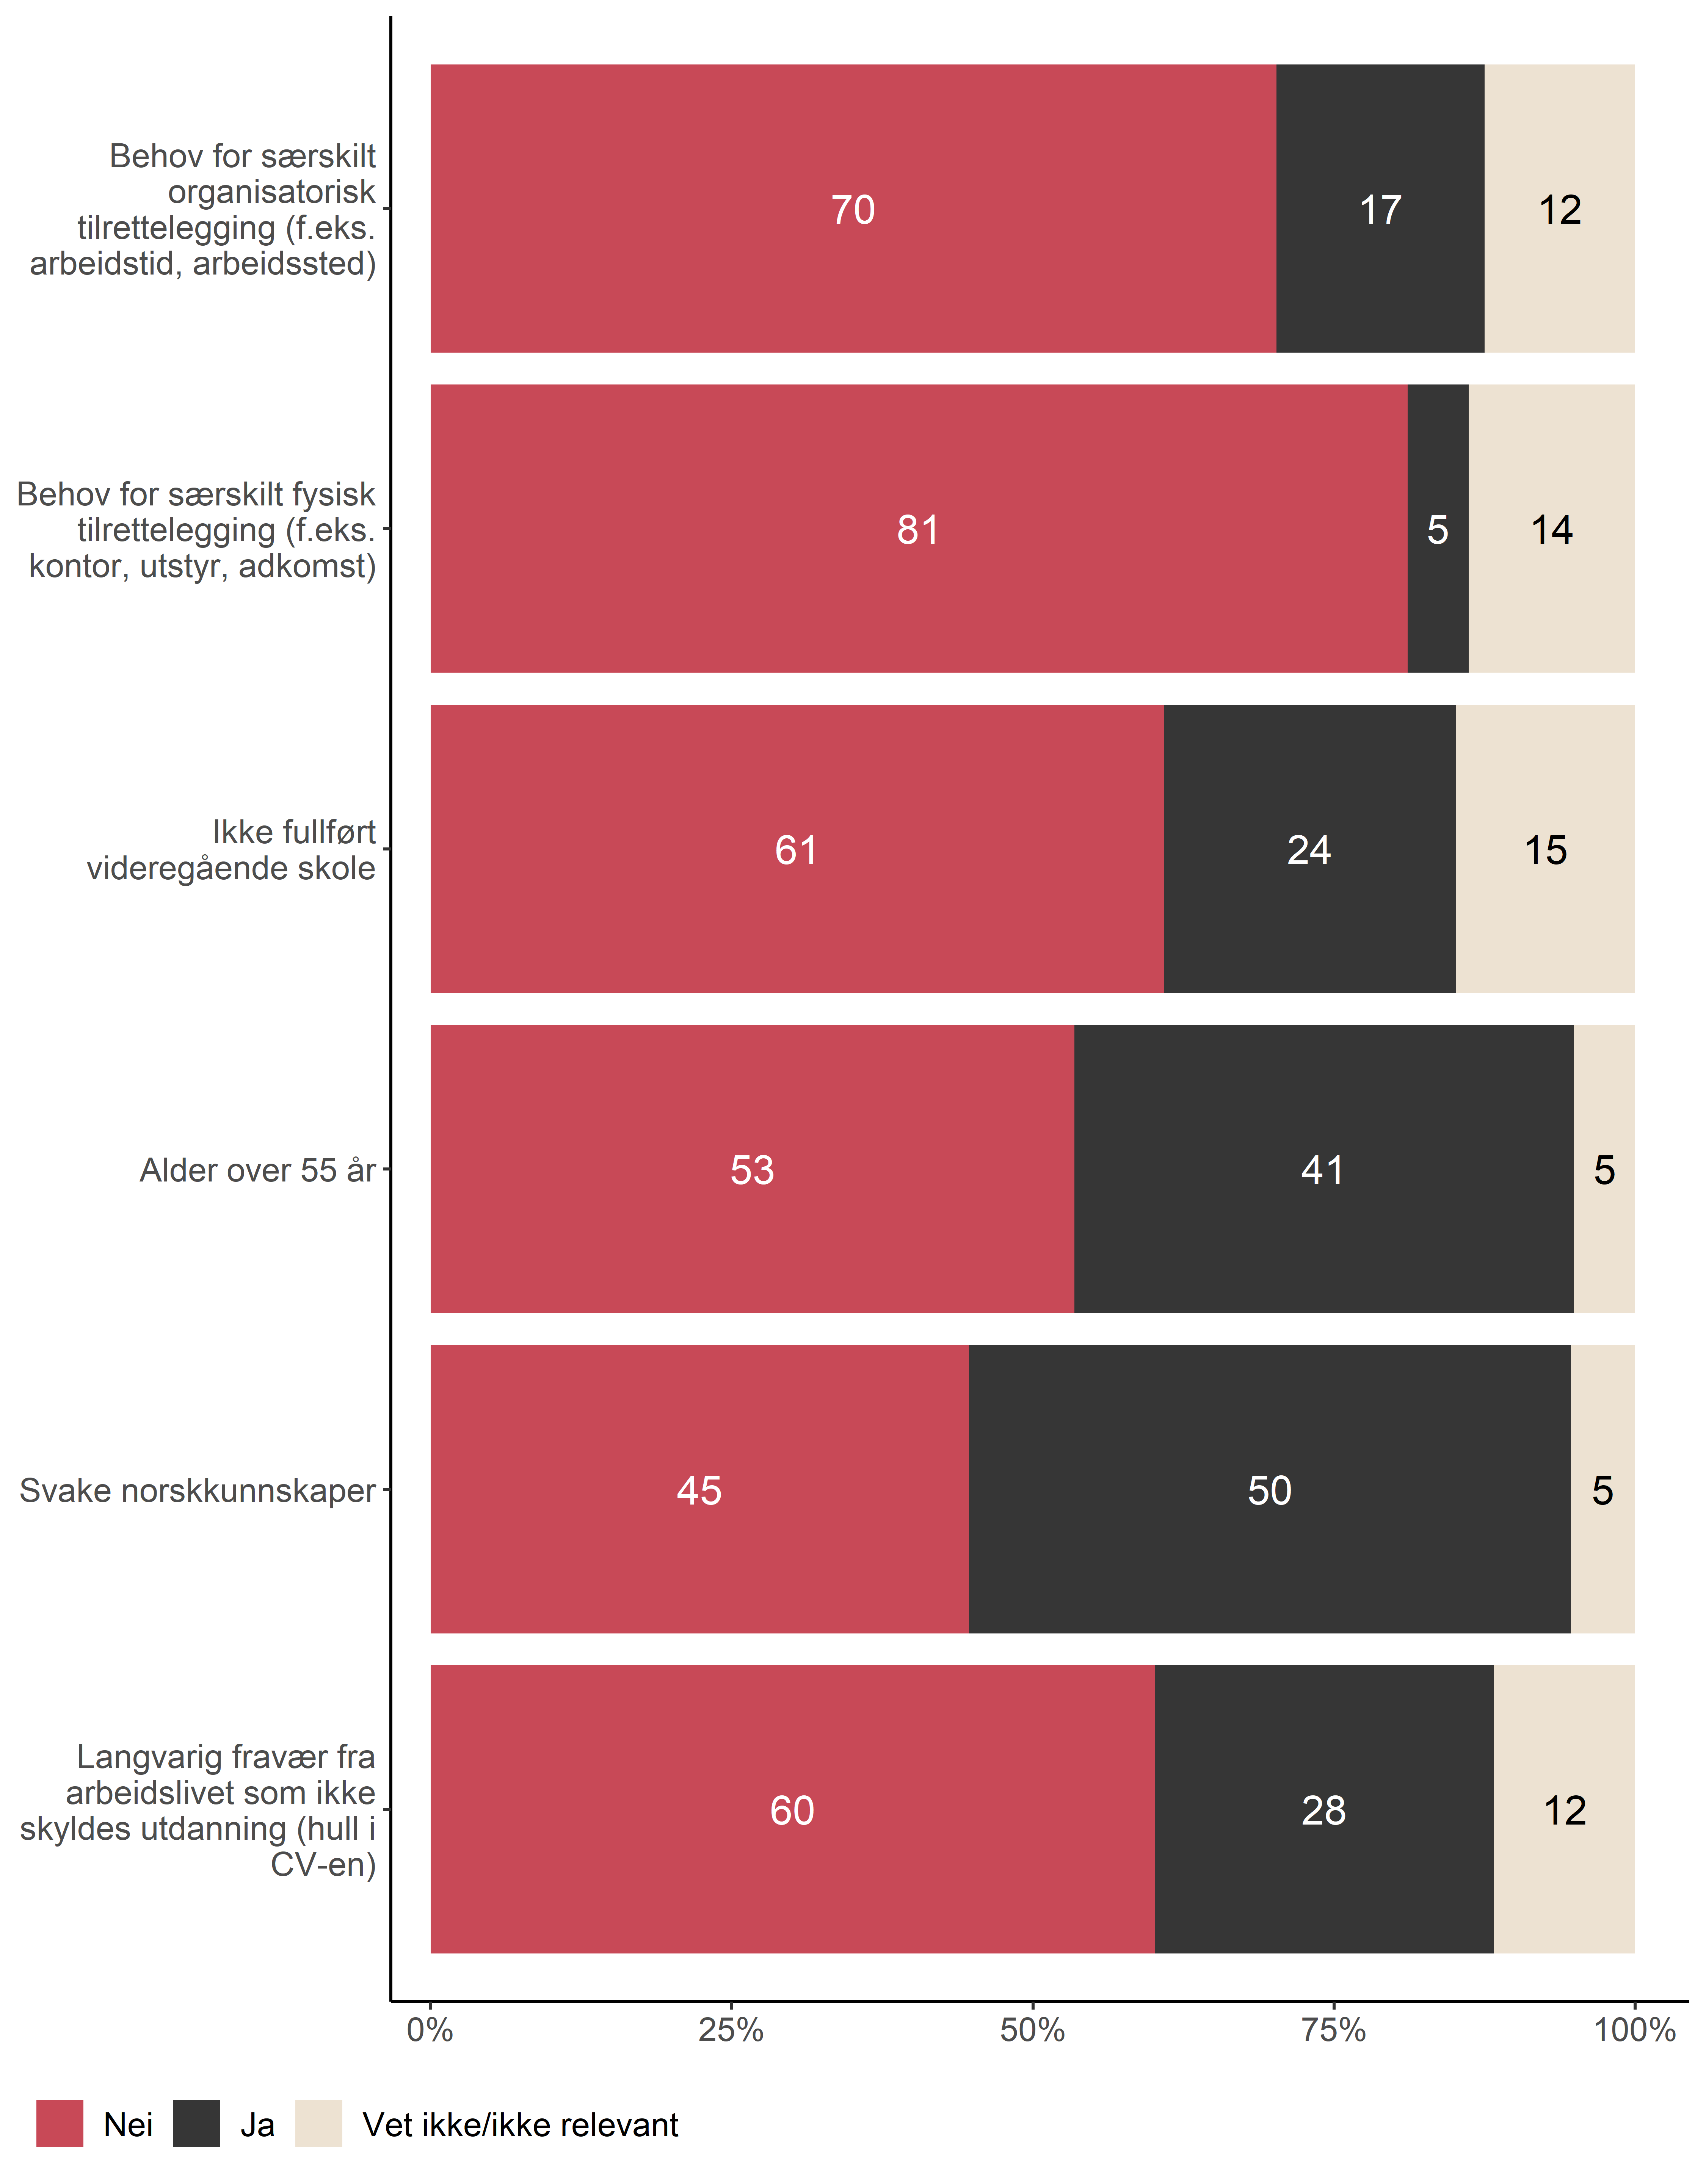 Behov for særskilt
organisatorisk
tilrettelegging (f.eks.
arbeidstid, arbeidssted)
70
17
12
Behov for særskilt fysisk
tilrettelegging (f.eks.
kontor, utstyr, adkomst)
81
5
14
Ikke fullført
videregående skole
61
24
15
Alder over 55 år
53
41
5
Svake norskkunnskaper
45
50
5
Langvarig fravær fra
arbeidslivet som ikke
skyldes utdanning (hull i
CV-en)
60
28
12
0%
25%
50%
75%
100%
Nei
Ja
Vet ikke/ikke relevant